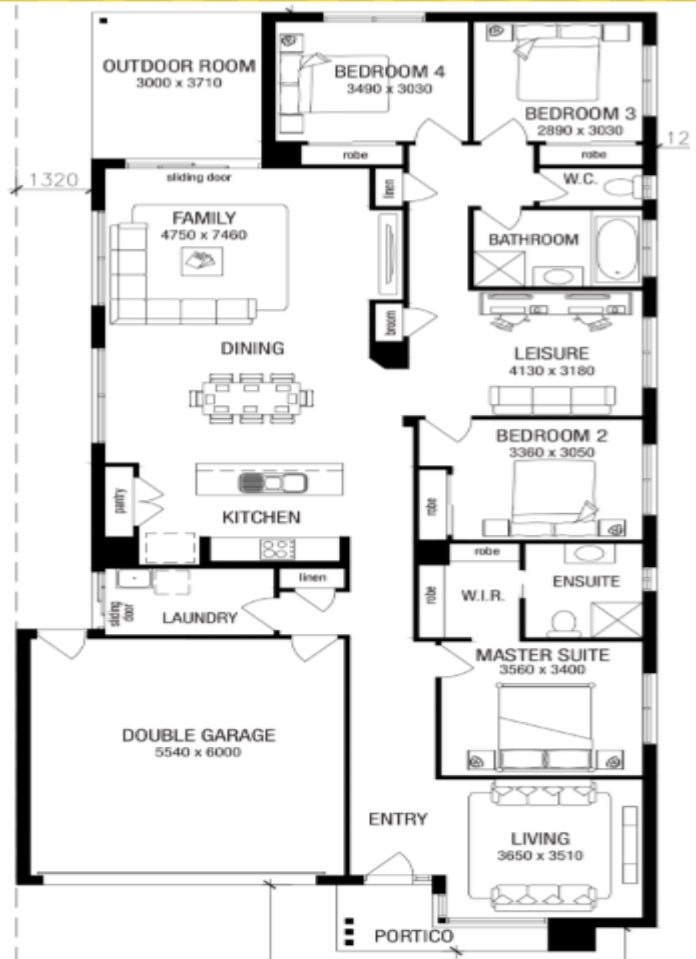 OUTDOOR ROOM
3000 x 3710
BEDROOM 4
3490 x 3030
BEDROOM 3
2890 x 3030
12
robe
robe
1320
sliding door
linen
W.C.
FAMILY
4750 x 7460
BATHROOM
broom
DINING
LEISURE
4130 x 3180
BEDROOM 2
3360 x 3050
pantry
robe
KITCHEN
robe
linen
sliding
door
LAUNDRY
robe
W.I.R.
ENSUITE
MASTER SUITE
3560 x 3400
DOUBLE GARAGE
5540 x 6000
ENTRY
LIVING
3650 x 3510
PORTICO